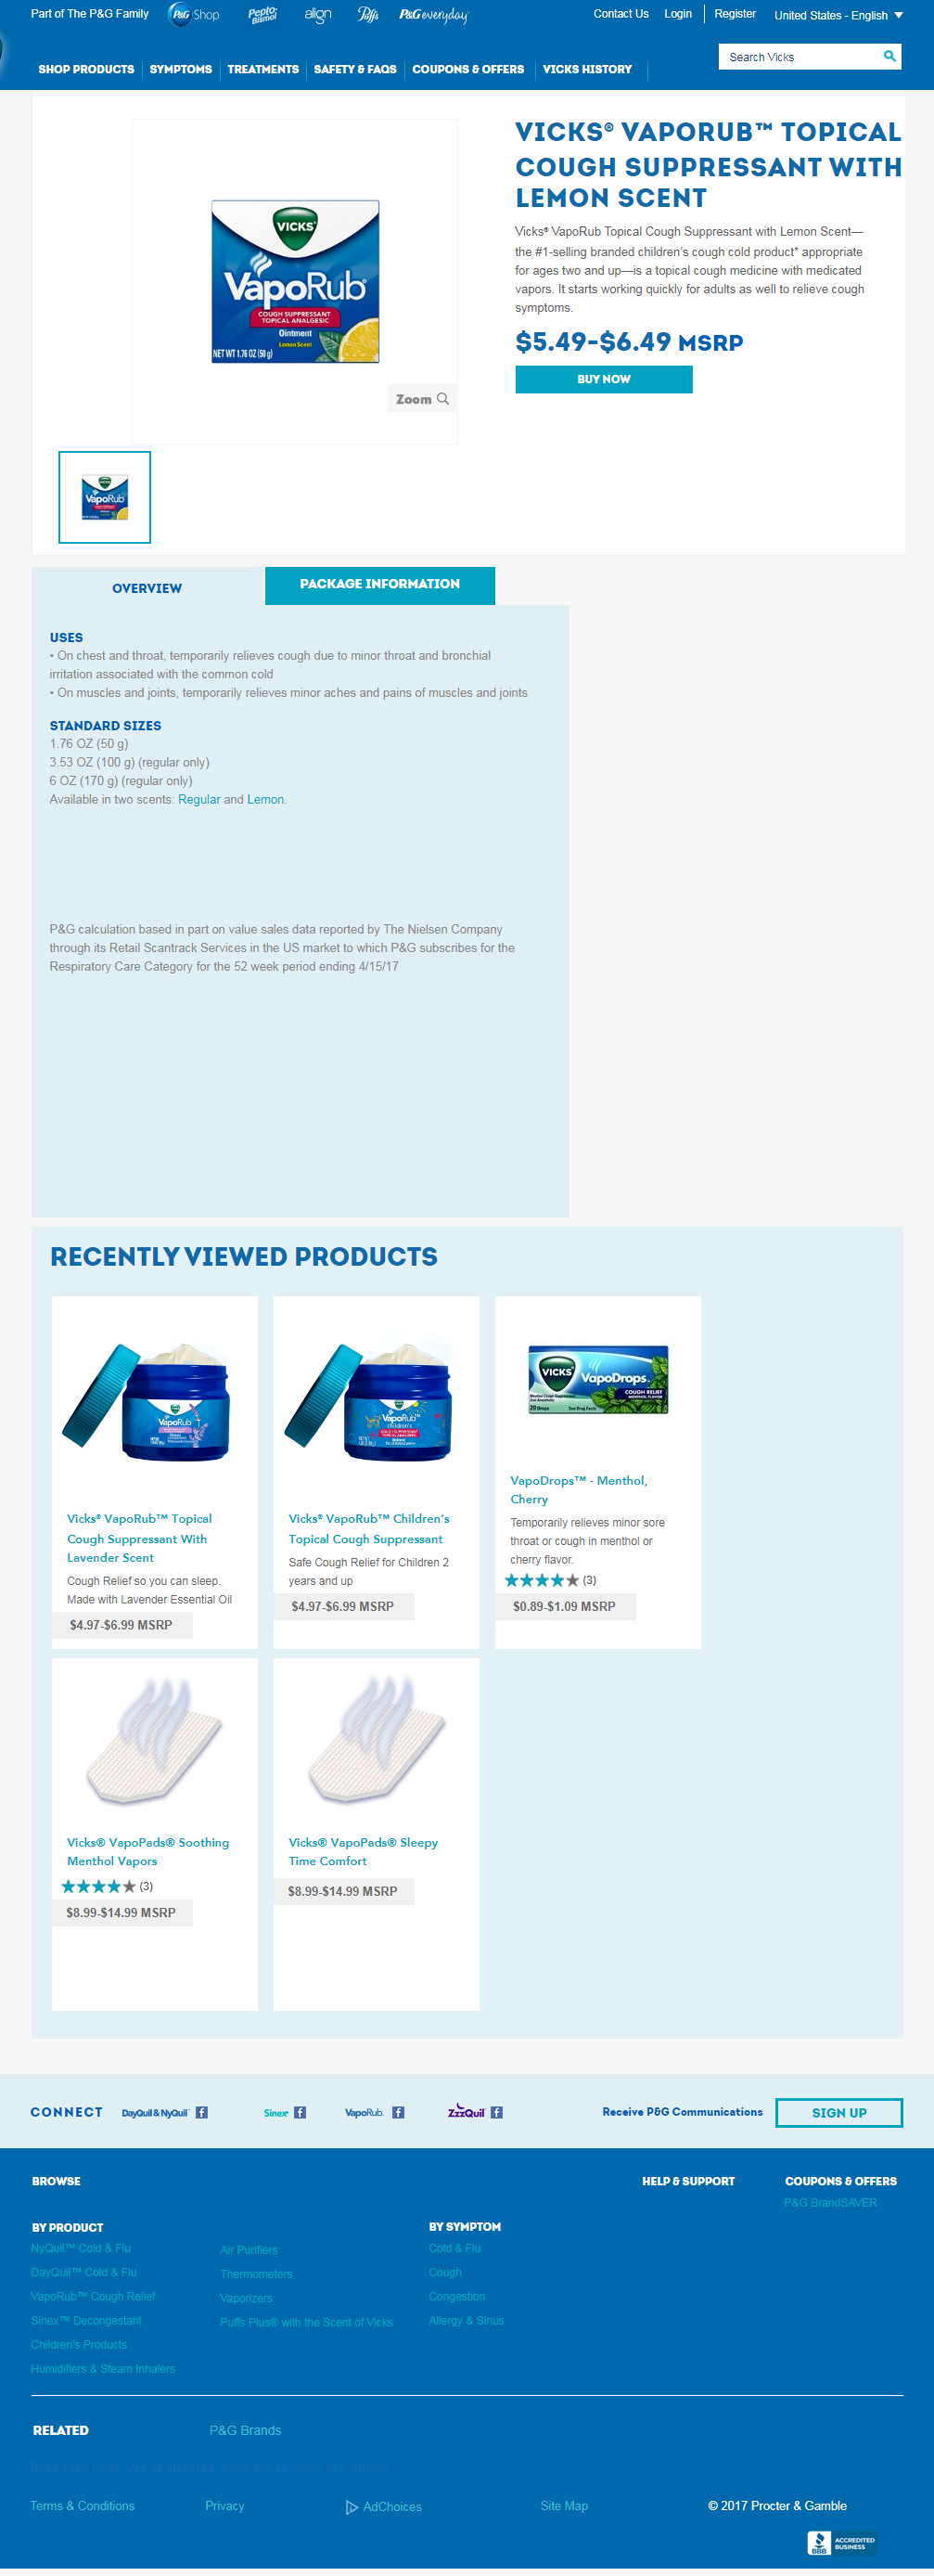 Part of The P&G Family
P&G Shop
Pepto Bismol
align
Puffs
P&G everyday
Contact Us
Login
Register
United States - English
Search Vicks
SHOP PRODUCTS
SYMPTOMS
TREATMENTS
SAFETY & FAQS
COUPONS & OFFERS
VICKS HISTORY
VICKS
VapoRub
COUGH SUPPRESSANT
TOPICAL ANALGESIC
Ointment
Lemon Scent
NET WT 1.76 OZ (50 g)
Zoom
VICKS® VAPORUB™ TOPICAL
COUGH SUPPRESSANT WITH
LEMON SCENT
Vicks® VapoRub Topical Cough Suppressant with Lemon Scent—
the #1-selling branded children's cough cold product* appropriate
for ages two and up—is a topical cough medicine with medicated
vapors. It starts working quickly for adults as well to relieve cough
symptoms.
$5.49-$6.49 MSRP
BUY NOW
VapoRub
OVERVIEW
PACKAGE INFORMATION
USES
• On chest and throat, temporarily relieves cough due to minor throat and bronchial
irritation associated with the common cold
• On muscles and joints, temporarily relieves minor aches and pains of muscles and joints
STANDARD SIZES
1.76 OZ (50 g)
3.53 OZ (100 g) (regular only)
6 OZ (170 g) (regular only)
Available in two scents: Regular and Lemon.
P&G calculation based in part on value sales data reported by The Nielsen Company
through its Retail Scantrack Services in the US market to which P&G subscribes for the
Respiratory Care Category for the 52 week period ending 4/15/17
RECENTLY VIEWED PRODUCTS
VapoRub
VapoRub
children's
VICKS
VapoDrops
COUGH RELIEF
MENTHOL FLAVOR
20 Drops
See Drug Facts
Vicks® VapoRub™ Topical
Cough Suppressant With
Lavender Scent
Cough Relief so you can sleep.
Made with Lavender Essential Oil
$4.97-$6.99 MSRP
Vicks® VapoRub™ Children's
Topical Cough Suppressant
Safe Cough Relief for Children 2
years and up
$4.97-$6.99 MSRP
VapoDrops™ - Menthol,
Cherry
Temporarily relieves minor sore
throat or cough in menthol or
cherry flavor.
(3)
$0.89-$1.09 MSRP
Vicks® VapoPads® Soothing
Menthol Vapors
(3)
$8.99-$14.99 MSRP
Vicks® VapoPads® Sleepy
Time Comfort
$8.99-$14.99 MSRP
CONNECT
DayQuil & NyQuil
Sinex
VapoRub
ZzzQuil
Receive P&G Communications
SIGN UP
BROWSE
HELP & SUPPORT
COUPONS & OFFERS
P&G BrandSAVER
BY PRODUCT
NyQuil™ Cold & Flu
DayQuil™ Cold & Flu
VapoRub™ Cough Relief
Sinex™ Decongestant
Children's Products
Humidifiers & Steam Inhalers
Air Purifiers
Thermometers
Vaporizers
Puffs Plus® with the Scent of Vicks
BY SYMPTOM
Cold & Flu
Cough
Congestion
Allergy & Sinus
RELATED
P&G Brands
Terms & Conditions
Privacy
AdChoices
Site Map
© 2017 Procter & Gamble
BBB
ACCREDITED
BUSINESS